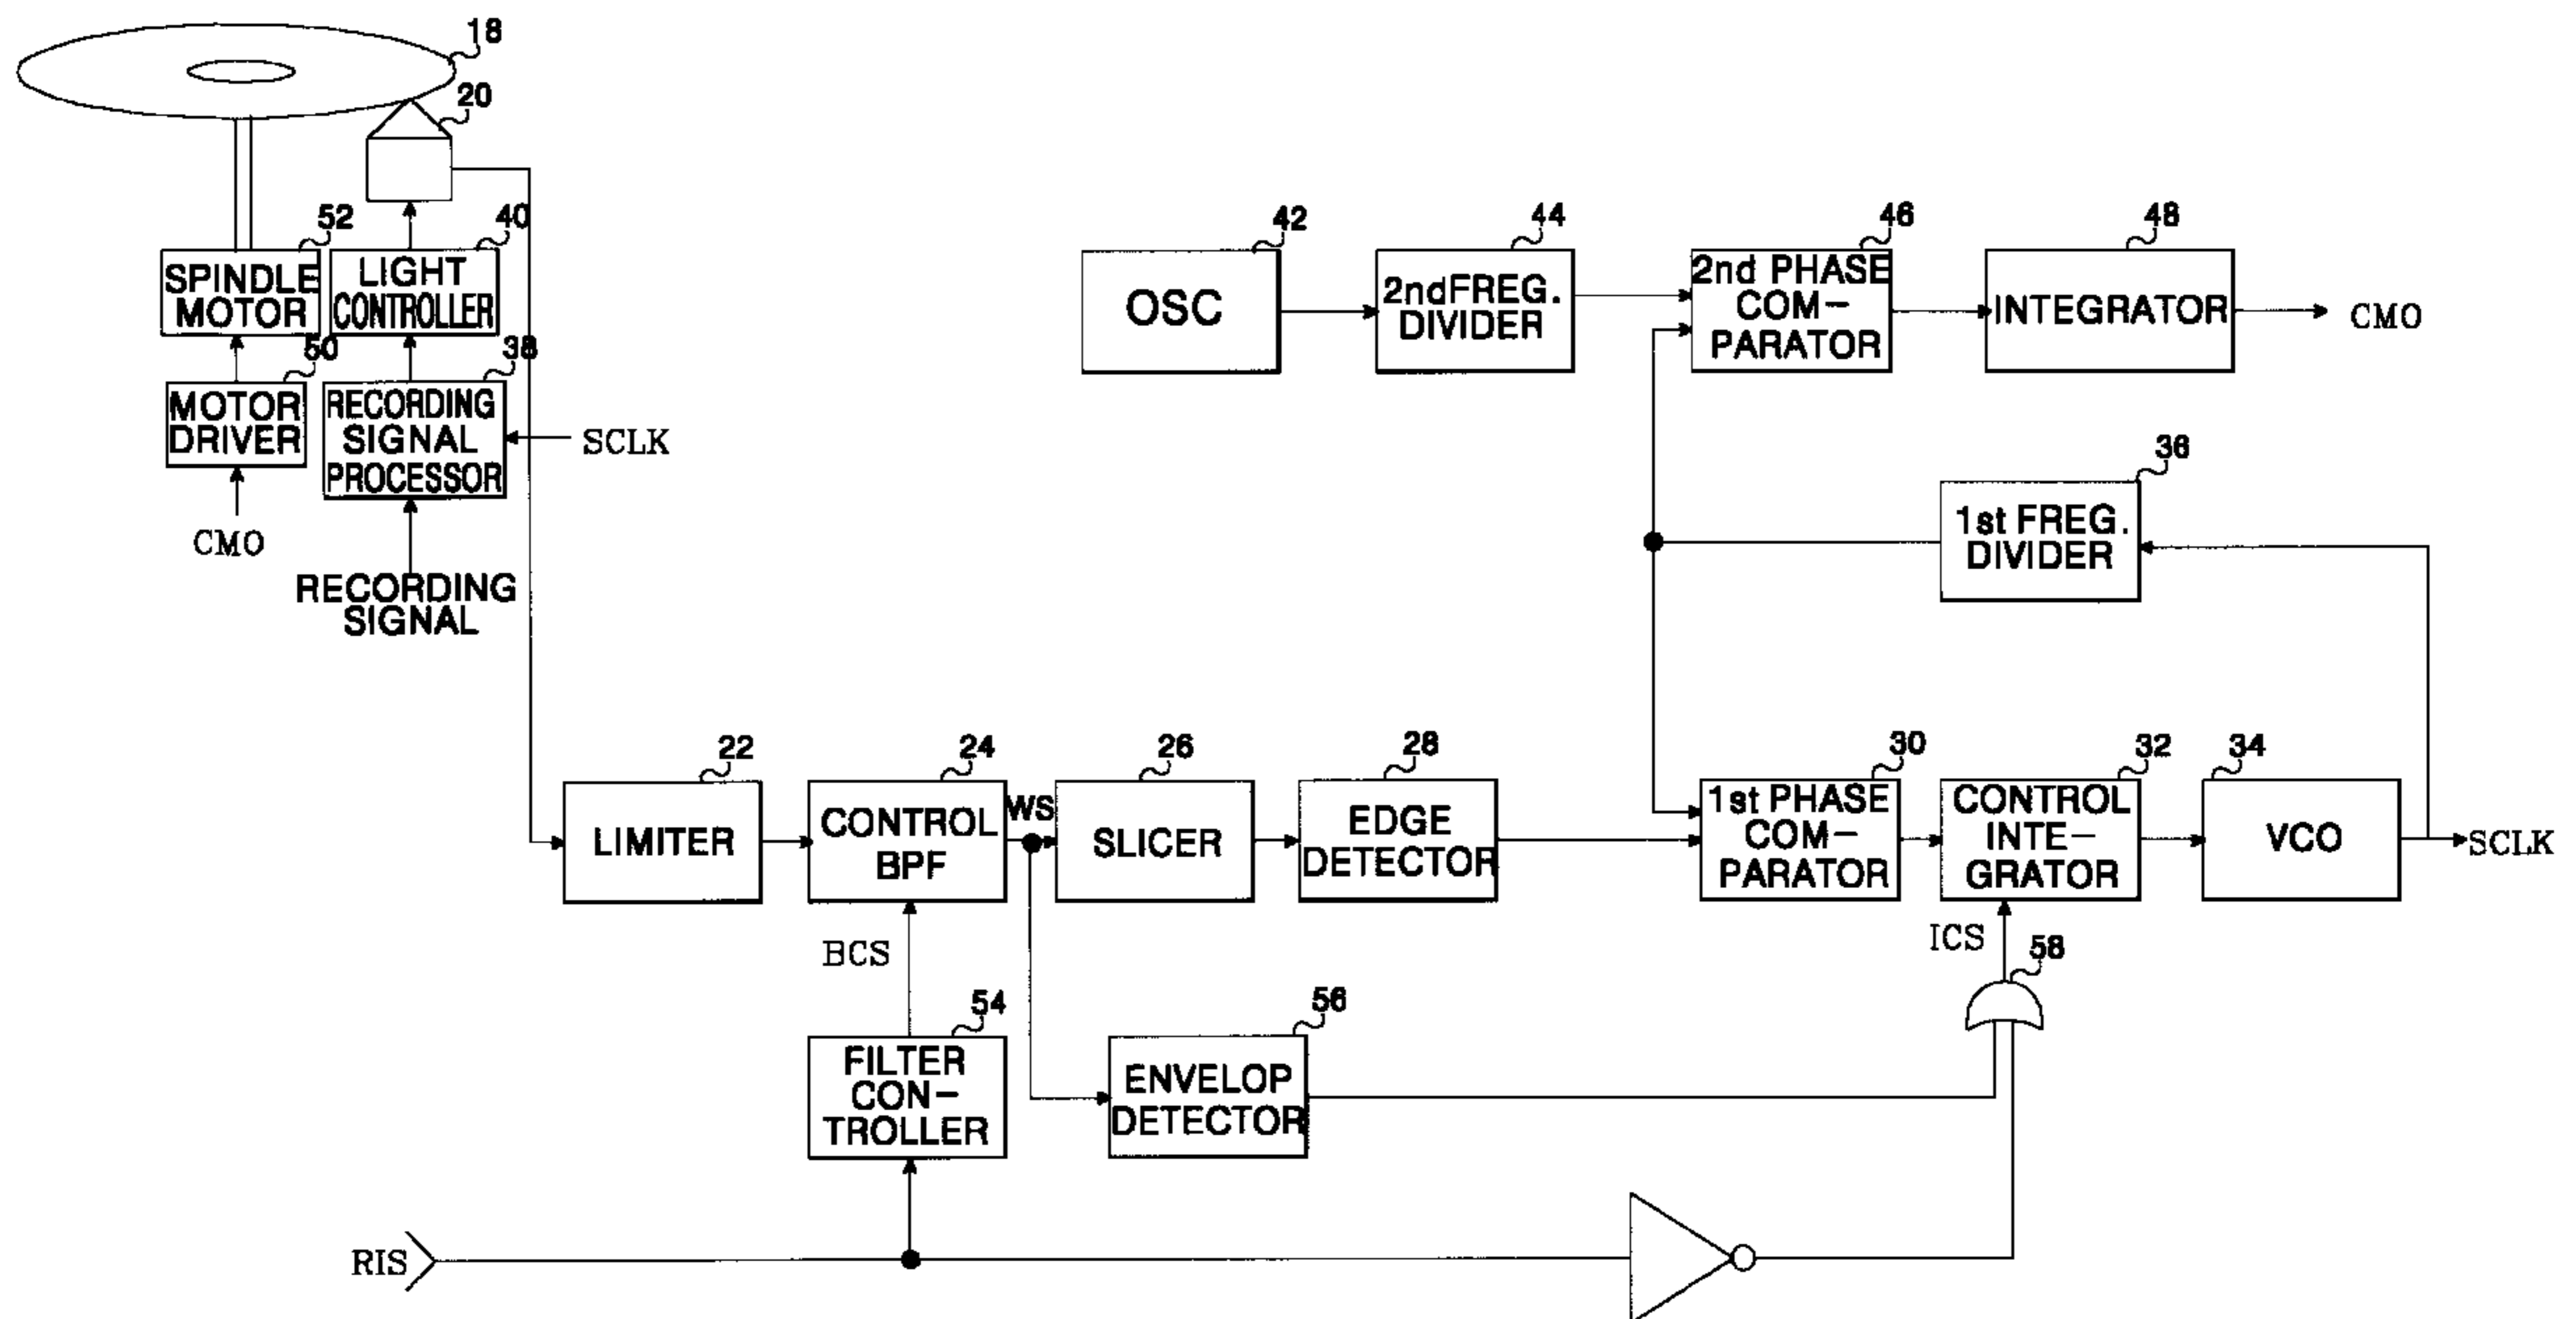 18
20
52
SPINDLE
MOTOR
40
LIGHT
CONTROLLER
50
MOTOR
DRIVER
CMO
38
RECORDING
SIGNAL
PROCESSOR
SCLK
RECORDING
SIGNAL
42
OSC
44
2ndFREG.
DIVIDER
46
2nd PHASE
COM-
PARATOR
48
INTEGRATOR
CMO
36
1st FREG.
DIVIDER
22
LIMITER
24
CONTROL
BPF
WS
26
SLICER
28
EDGE
DETECTOR
30
1st PHASE
COM-
PARATOR
32
CONTROL
INTE-
GRATOR
34
VCO
SCLK
BCS
ICS
58
54
FILTER
CON-
TROLLER
56
ENVELOP
DETECTOR
RIS